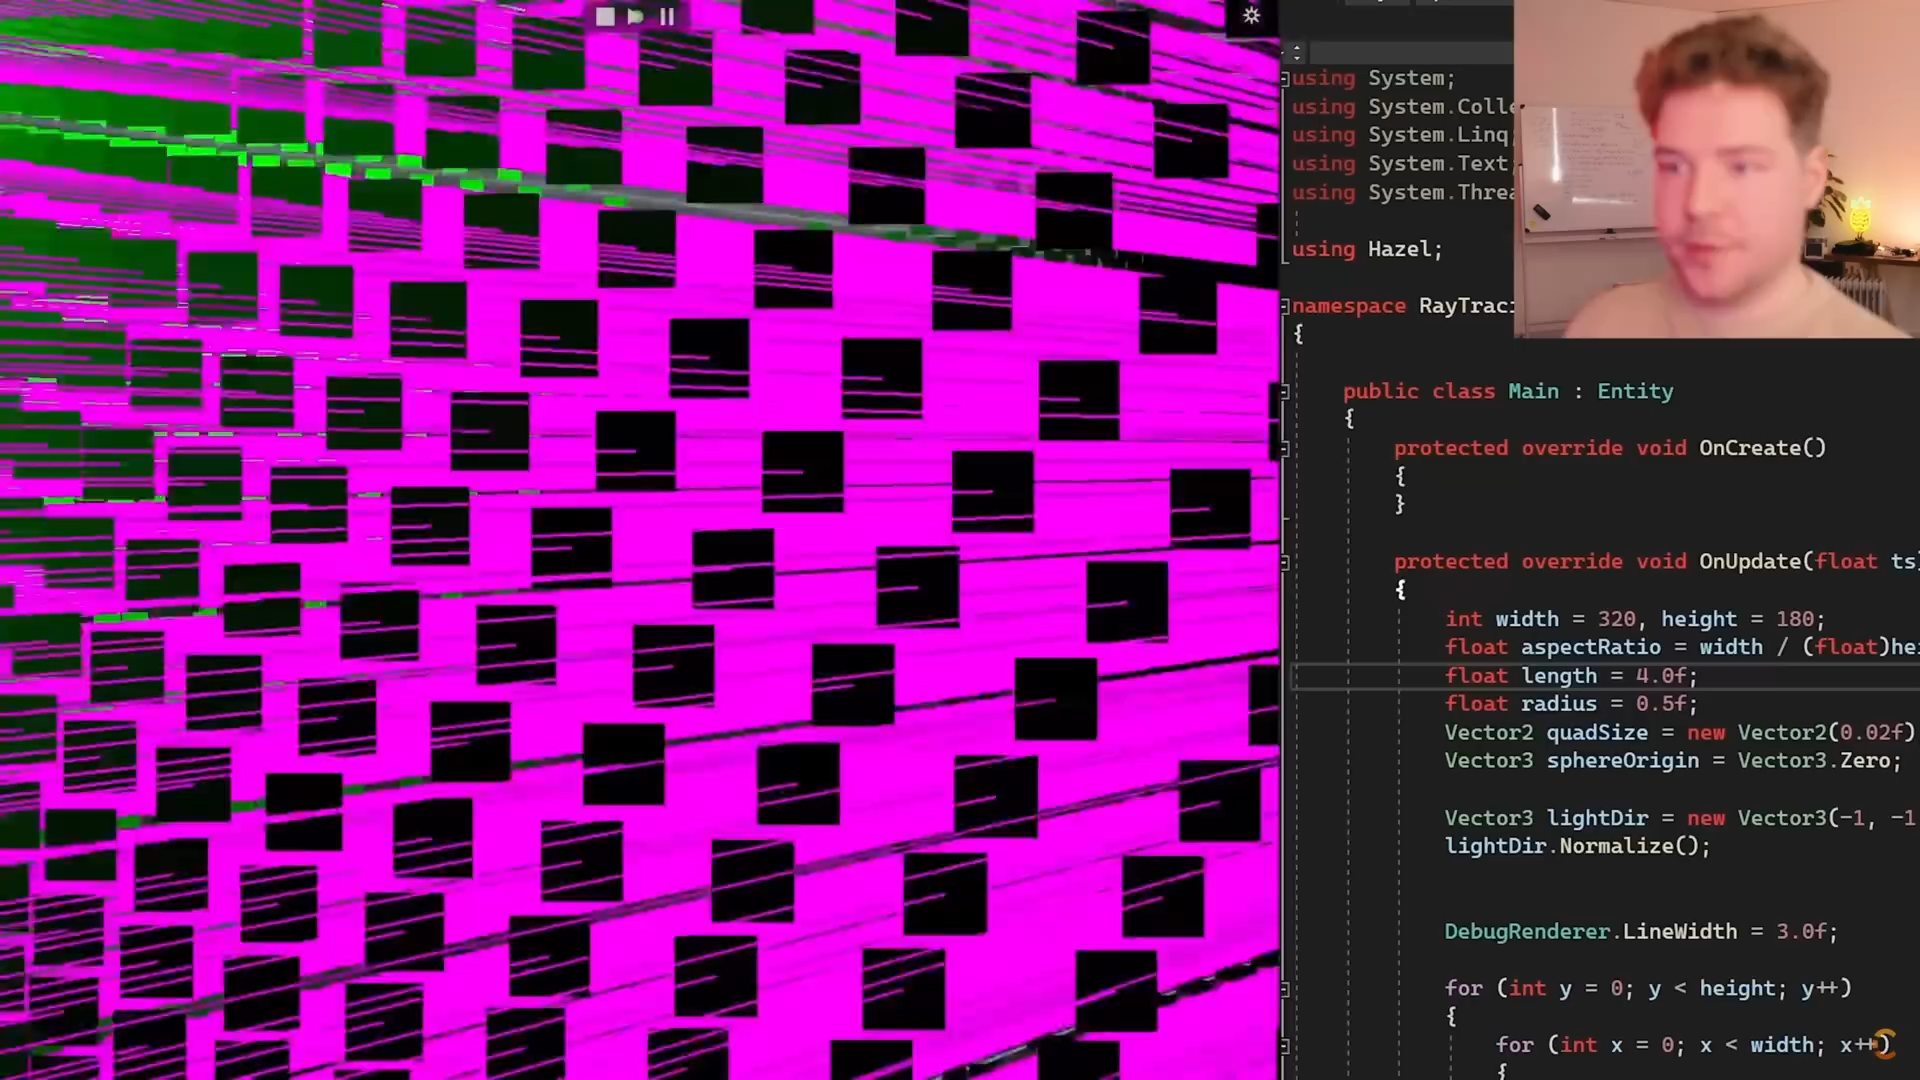 using System;
using System.Colle
using System.Linq
using System.Text
using System.Threa
using Hazel;
namespace RayTraci
{
public class Main : Entity
{
protected override void OnCreate()
{
}
protected override void OnUpdate(float ts)
{
int width = 320, height = 180;
float aspectRatio = width / (float)hei
float length = 4.0f;
float radius = 0.5f;
Vector2 quadSize = new Vector2(0.02f)
Vector3 sphereOrigin = Vector3.Zero;
Vector3 lightDir = new Vector3(-1, -1
lightDir.Normalize();
DebugRenderer.LineWidth = 3.0f;
for (int y = 0; y < height; y++)
{
for (int x = 0; x < width; x++)
{